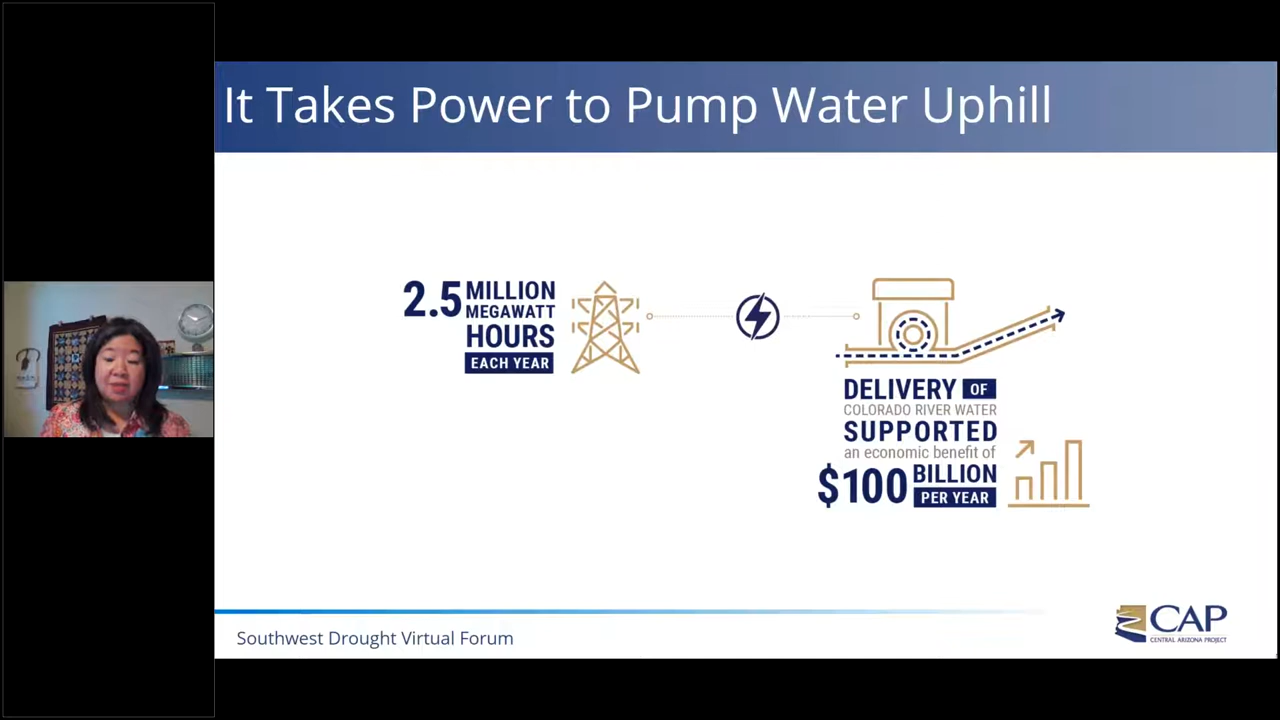 It Takes Power to Pump Water Uphill
2.5 MILLION
MEGAWATT
HOURS
EACH YEAR
DELIVERY OF
COLORADO RIVER WATER
SUPPORTED
an economic benefit of
$100 BILLION
PER YEAR
Southwest Drought Virtual Forum
CAP
CENTRAL ARIZONA PROJECT